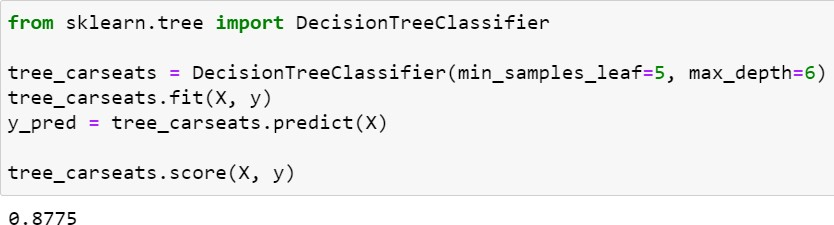 from sklearn.tree import DecisionTreeClassifier
tree_carseats = DecisionTreeClassifier(min_samples_leaf=5, max_depth=6)
tree_carseats.fit(X, y)
y_pred = tree_carseats.predict(X)
tree_carseats.score(X, y)
0.8775